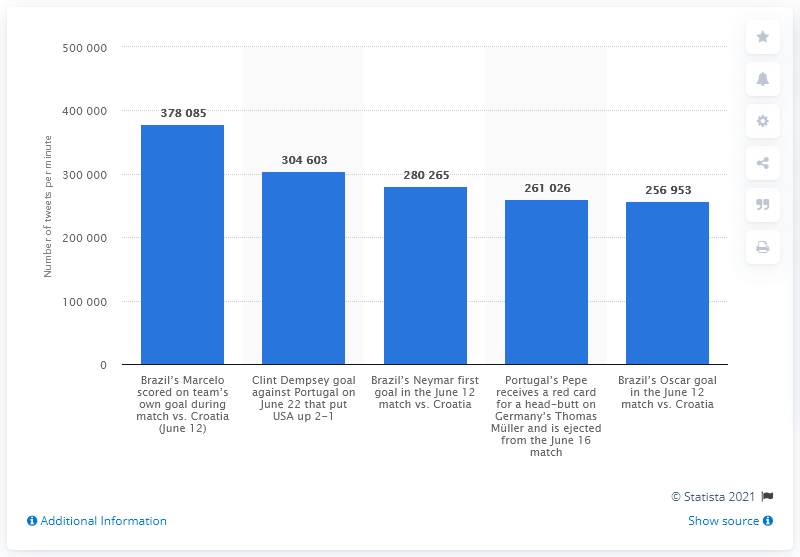 500 000
400 000
300 000
200 000
100 000
0
Number of tweets per minute
378 085
304 603
280 265
261 026
256 953
Brazil's Marcelo
scored on team's
own goal during
match vs. Croatia
(June 12)
Clint Dempsey goal
against Portugal on
June 22 that put
USA up 2-1
Brazil's Neymar first
goal in the June 12
match vs. Croatia
Portugal's Pepe
receives a red card
for a head-butt on
Germany's Thomas
Müller and is ejected
from the June 16
match
Brazil's Oscar goal
in the June 12
match vs. Croatia
© Statista 2021
Additional Information
Show source